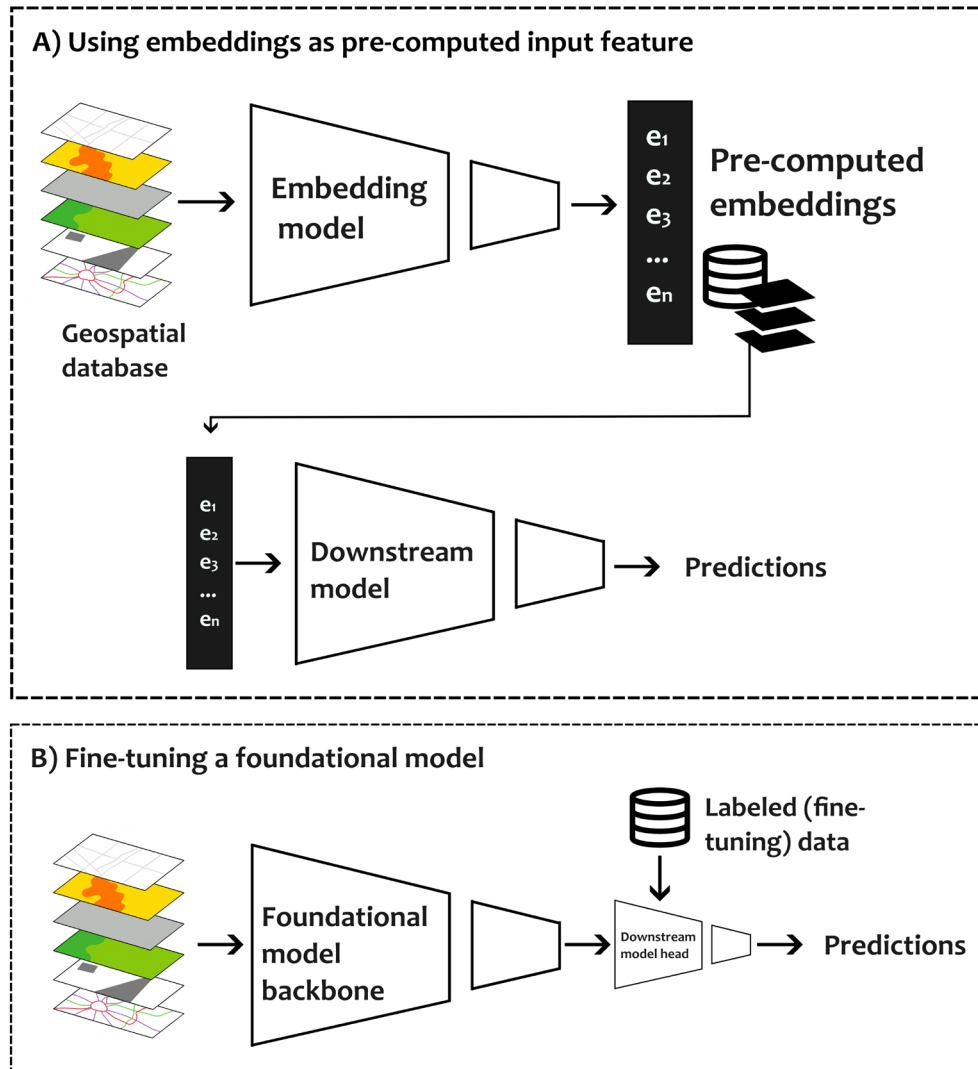 A) Using embeddings as pre-computed input feature
Embedding
model
e1
e2
e3
...
en
Pre-computed
embeddings
Geospatial
database
e1
e2
e3
...
en
Downstream
model
Predictions
B) Fine-tuning a foundational model
Labeled (fine-
tuning) data
Foundational
model
backbone
Downstream
model head
Predictions